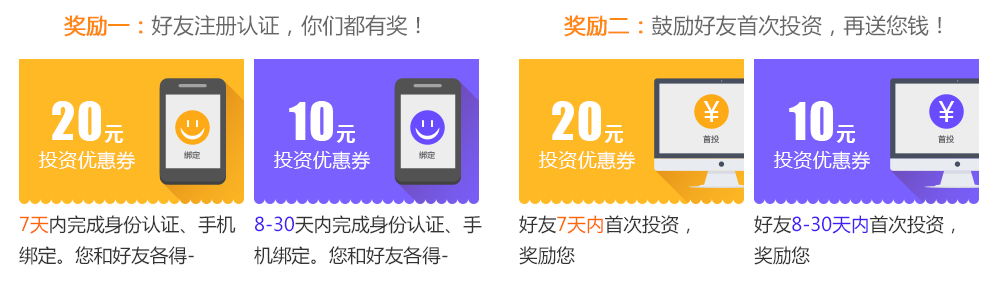 奖励一：好友注册认证，你们都有奖！
20元
投资优惠券
绑定
7天内完成身份认证、手机
绑定。您和好友各得-
10元
投资优惠券
绑定
8-30天内完成身份认证、手
机绑定。您和好友各得-
奖励二：鼓励好友首次投资，再送您钱！
20元
投资优惠券
¥
首投
好友7天内首次投资，
奖励您
10元
投资优惠券
¥
首投
好友8-30天内首次投资，
奖励您